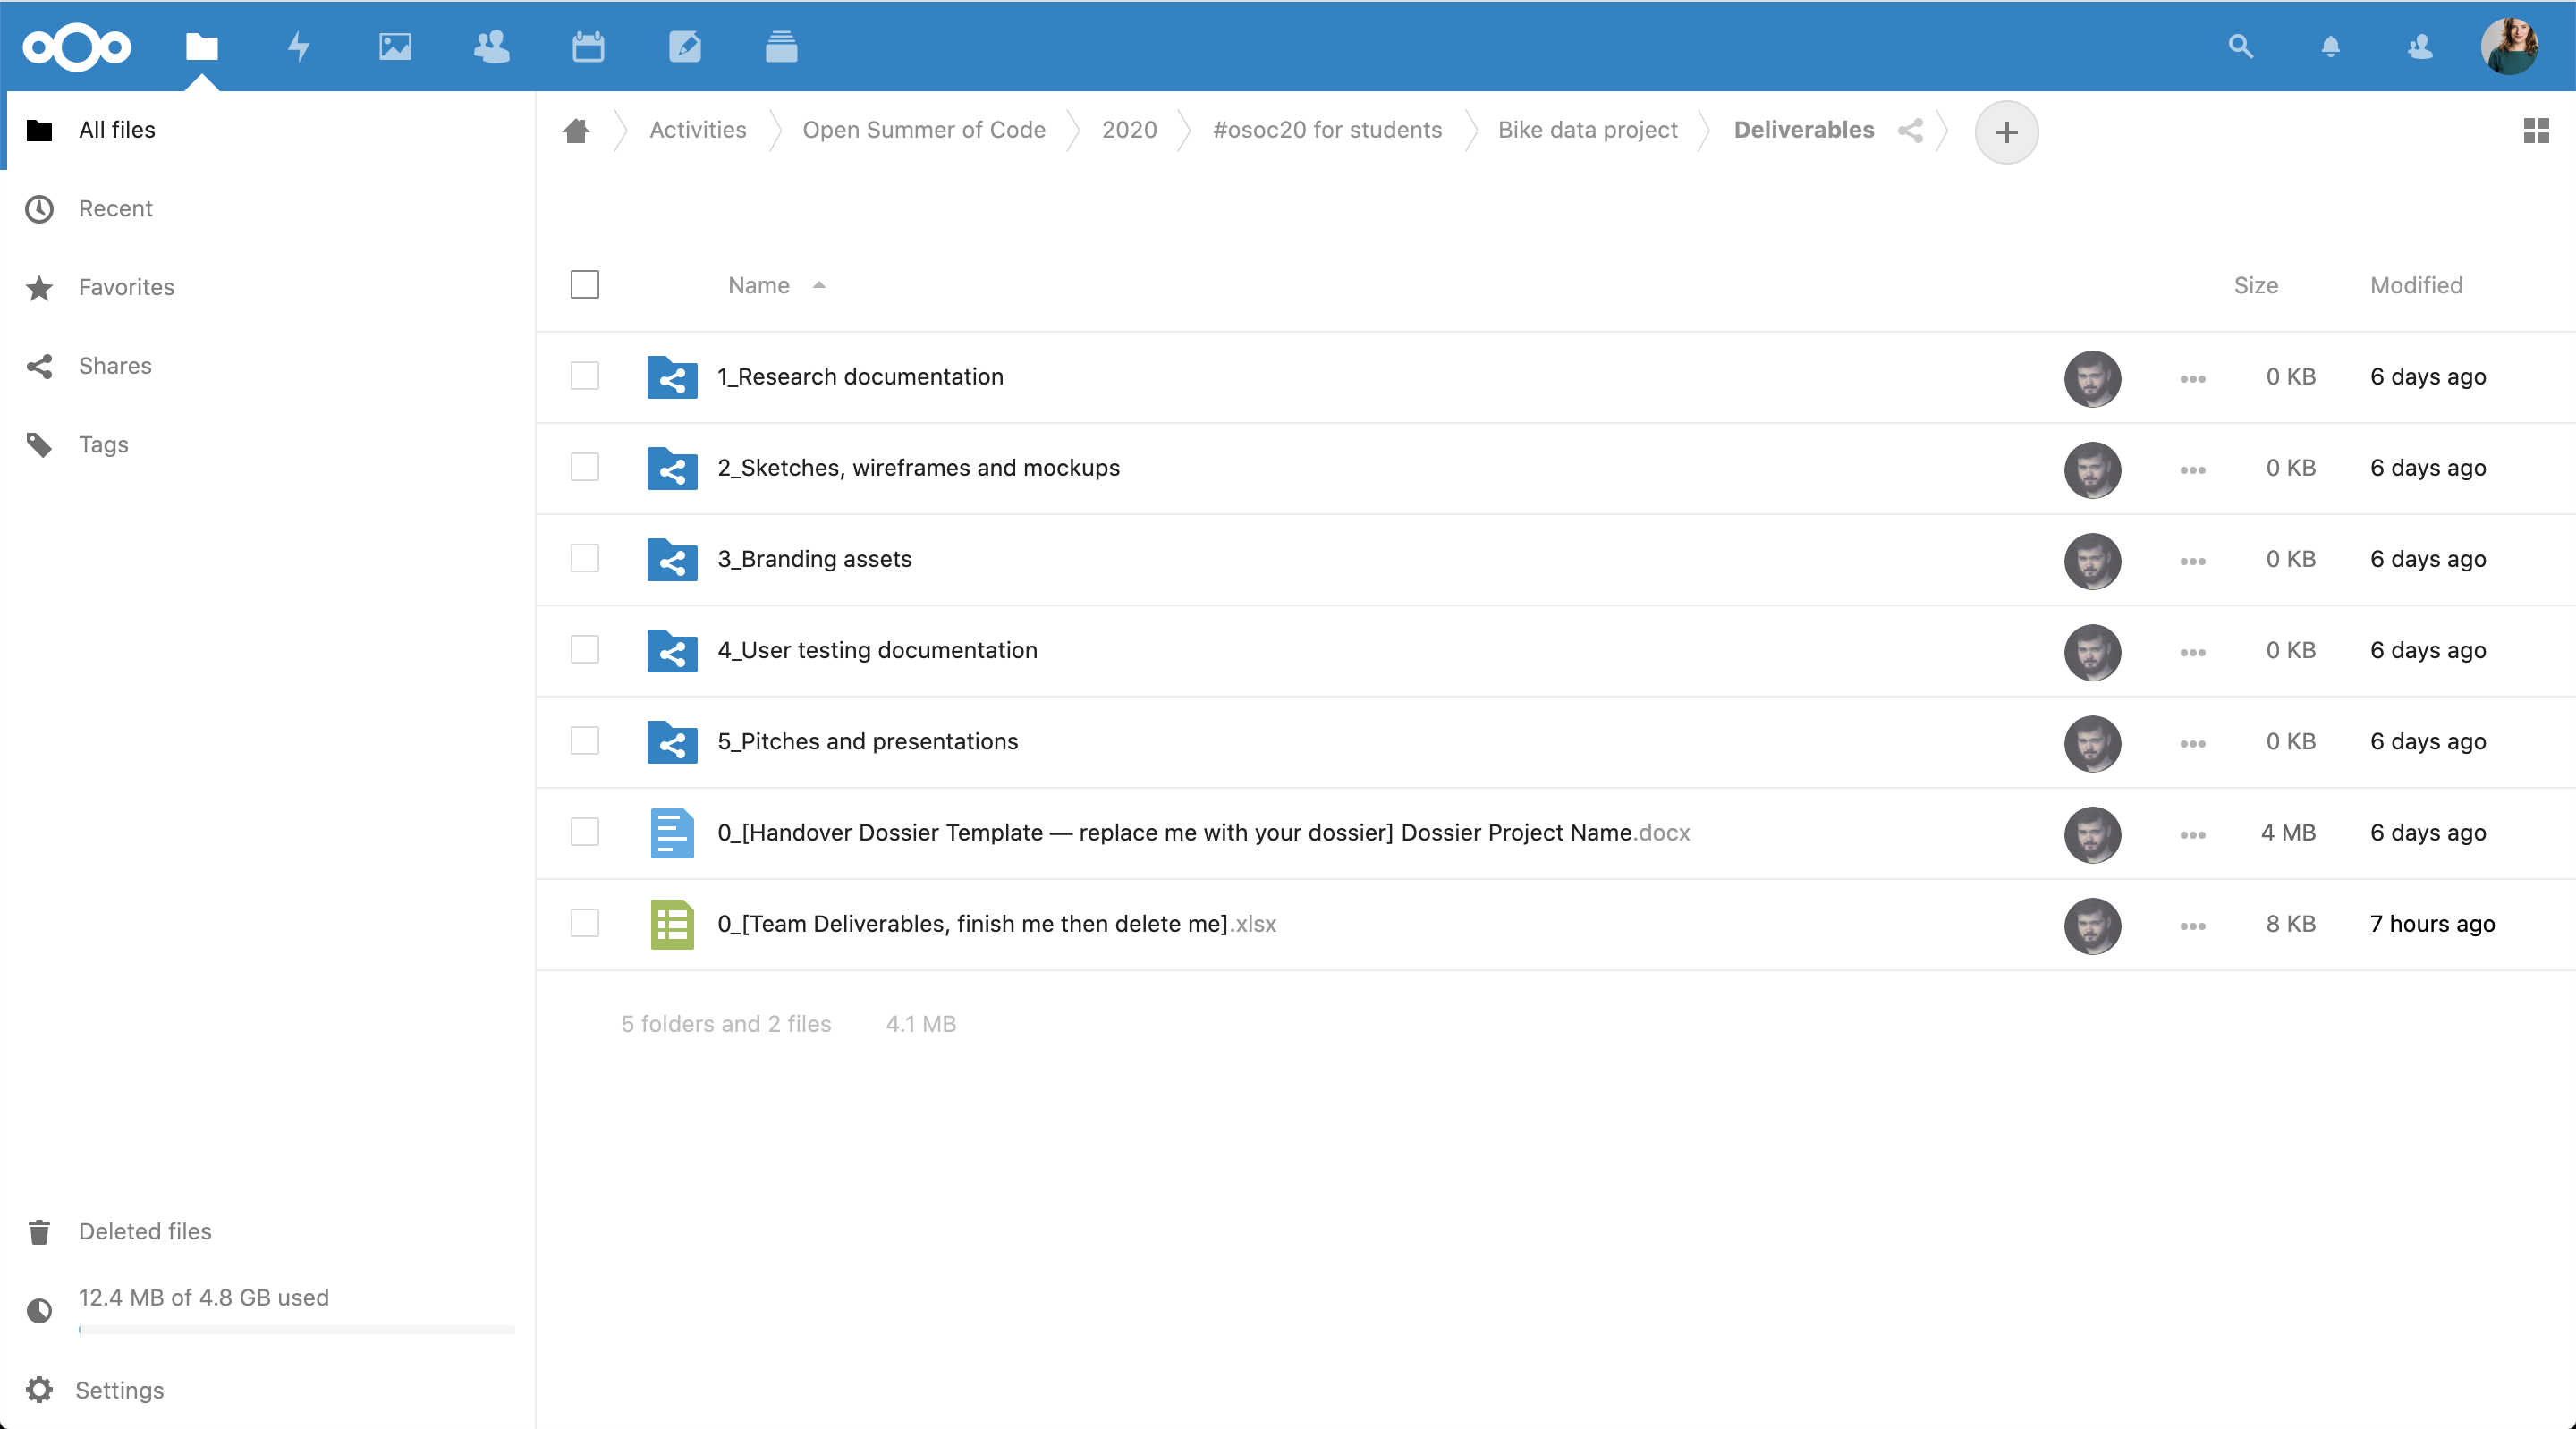 All files
Recent
Favorites
Shares
Tags
Deleted files
12.4 MB of 4.8 GB used
Settings
Activities Open Summer of Code 2020 #osoc20 for students Bike data project Deliverables +
Name Size Modified
1_Research documentation 0 KB 6 days ago
2_Sketches, wireframes and mockups 0 KB 6 days ago
3_Branding assets 0 KB 6 days ago
4_User testing documentation 0 KB 6 days ago
5_Pitches and presentations 0 KB 6 days ago
0_[Handover Dossier Template — replace me with your dossier] Dossier Project Name.docx 4 MB 6 days ago
0_[Team Deliverables, finish me then delete me].xlsx 8 KB 7 hours ago
5 folders and 2 files 4.1 MB